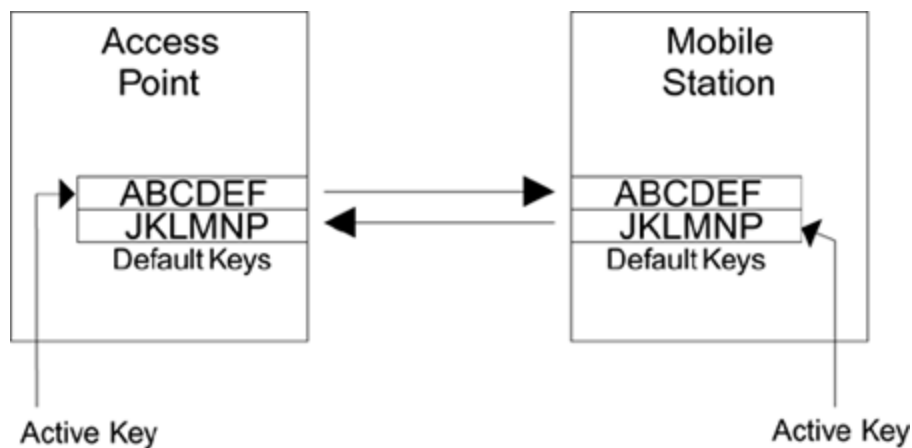 Access
Point
ABCDEF
JKLMNP
Default Keys
Active Key
Mobile
Station
ABCDEF
JKLMNP
Default Keys
Active Key